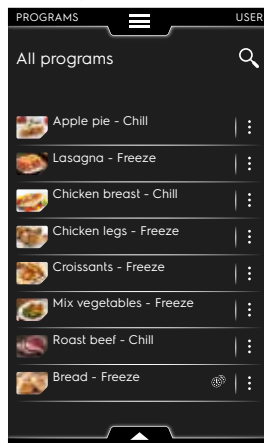 PROGRAMS USER
All programs
Apple pie - Chill
Lasagna - Freeze
Chicken breast - Chill
Chicken legs - Freeze
Croissants - Freeze
Mix vegetables - Freeze
Roast beef - Chill
Bread - Freeze